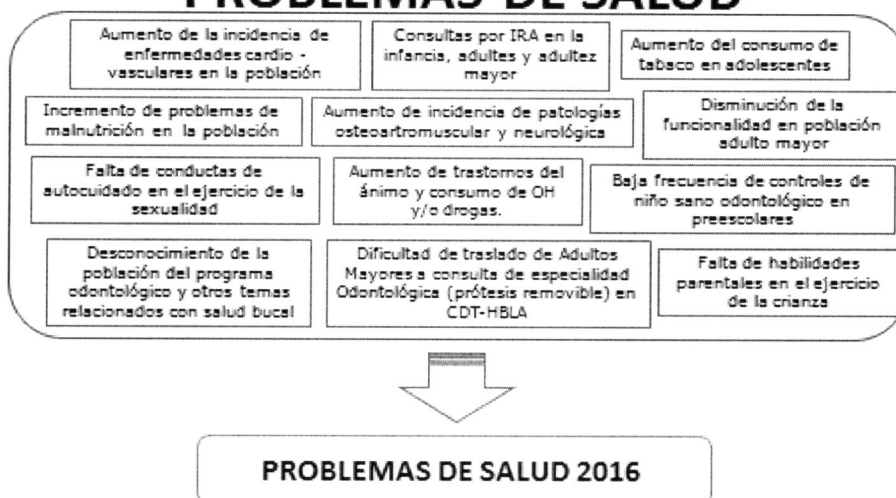 PROBLEMAS DE SALUD
Aumento de la incidencia de
enfermedades cardio -
vasculares en la población
Consultas por IRA en la
infancia, adultes y adultez
mayor
Aumento del consumo de
tabaco en adolescentes
Incremento de problemas de
malnutrición en la población
Aumento de incidencia de patologías
osteoartromuscular y neurológica
Disminución de la
funcionalidad en población
adulto mayor
Falta de conductas de
autocuidado en el ejercicio de la
sexualidad
Aumento de trastornos del
ánimo y consumo de OH
y/o drogas.
Baja frecuencia de controles de
niño sano odontológico en
preescolares
Desconocimiento de la
población del programa
odontológico y otros temas
relacionados con salud bucal
Dificultad de traslado de Adultos
Mayores a consulta de especialidad
Odontológica (prótesis removible) en
CDT-HBLA
Falta de habilidades
parentales en el ejercicio
de la crianza
PROBLEMAS DE SALUD 2016